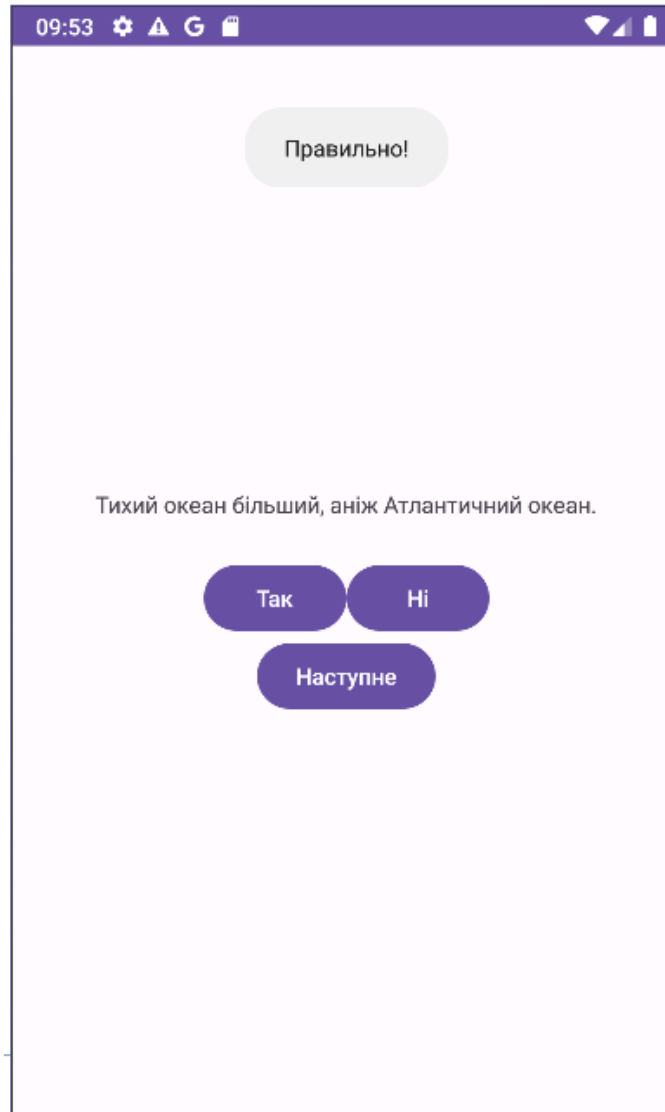 09:53
Правильно!
Тихий океан більший, аніж Атлантичний океан.
Так Ні
Наступне